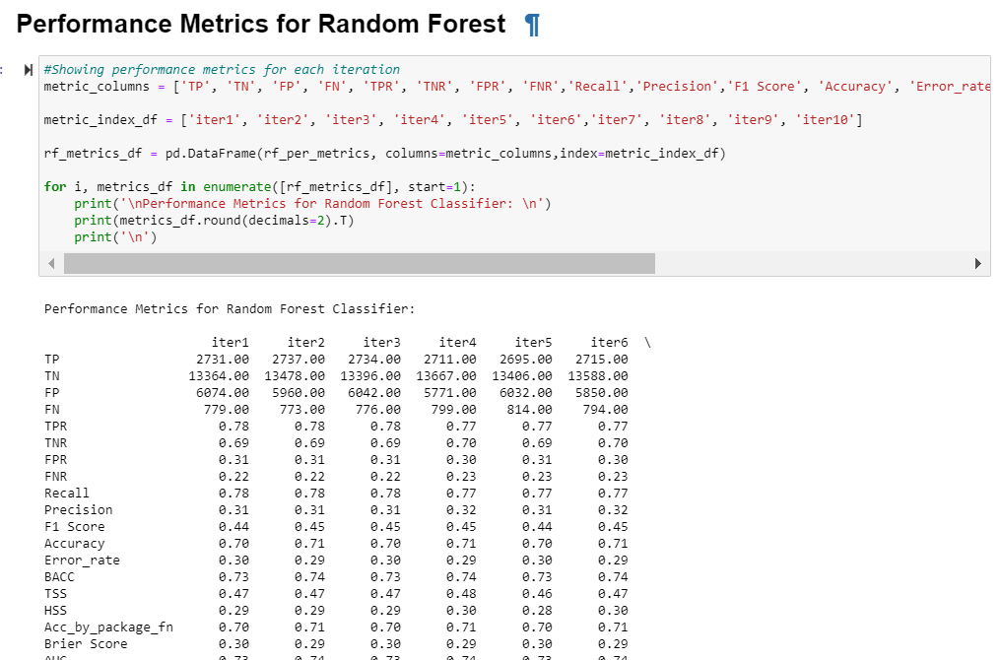 Performance Metrics for Random Forest ¶
:
#Showing performance metrics for each iteration
metric_columns = ['TP', 'TN', 'FP', 'FN', 'TPR', 'TNR', 'FPR', 'FNR','Recall','Precision','F1 Score', 'Accuracy', 'Error_rate
metric_index_df = ['iter1', 'iter2', 'iter3', 'iter4', 'iter5', 'iter6','iter7', 'iter8', 'iter9', 'iter10']
rf_metrics_df = pd.DataFrame(rf_per_metrics, columns=metric_columns,index=metric_index_df)
for i, metrics_df in enumerate([rf_metrics_df], start=1):
    print('\nPerformance Metrics for Random Forest Classifier: \n')
    print(metrics_df.round(decimals=2).T)
    print('\n')
Performance Metrics for Random Forest Classifier:
iter1 iter2 iter3 iter4 iter5 iter6 \
TP 2731.00 2737.00 2734.00 2711.00 2695.00 2715.00
TN 13364.00 13478.00 13396.00 13667.00 13406.00 13588.00
FP 6074.00 5960.00 6042.00 5771.00 6032.00 5850.00
FN 779.00 773.00 776.00 799.00 814.00 794.00
TPR 0.78 0.78 0.78 0.77 0.77 0.77
TNR 0.69 0.69 0.69 0.70 0.69 0.70
FPR 0.31 0.31 0.31 0.30 0.31 0.30
FNR 0.22 0.22 0.22 0.23 0.23 0.23
Recall 0.78 0.78 0.78 0.77 0.77 0.77
Precision 0.31 0.31 0.31 0.32 0.31 0.32
F1 Score 0.44 0.45 0.45 0.45 0.44 0.45
Accuracy 0.70 0.71 0.70 0.71 0.70 0.71
Error_rate 0.30 0.29 0.30 0.29 0.30 0.29
BACC 0.73 0.74 0.73 0.74 0.73 0.74
TSS 0.47 0.47 0.47 0.48 0.46 0.47
HSS 0.29 0.29 0.29 0.30 0.28 0.30
Acc_by_package_fn 0.70 0.71 0.70 0.71 0.70 0.71
Brier Score 0.30 0.29 0.30 0.29 0.30 0.29
AUC 0.73 0.74 0.73 0.74 0.73 0.74